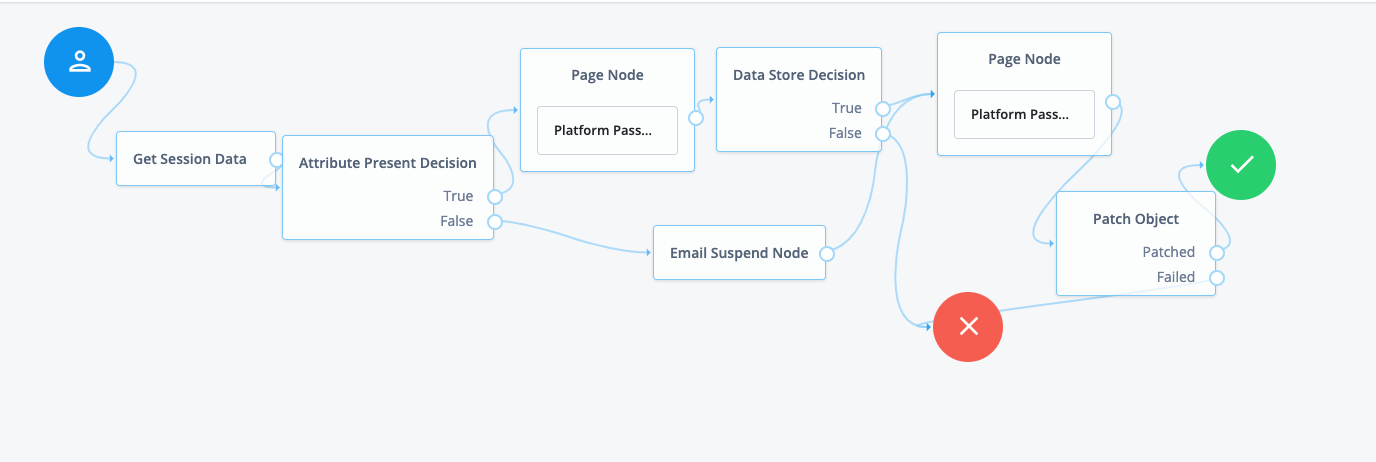 Get Session Data
Attribute Present Decision
True
False
Page Node
Platform Pass...
Data Store Decision
True
False
Email Suspend Node
Page Node
Platform Pass...
Patch Object
Patched
Failed